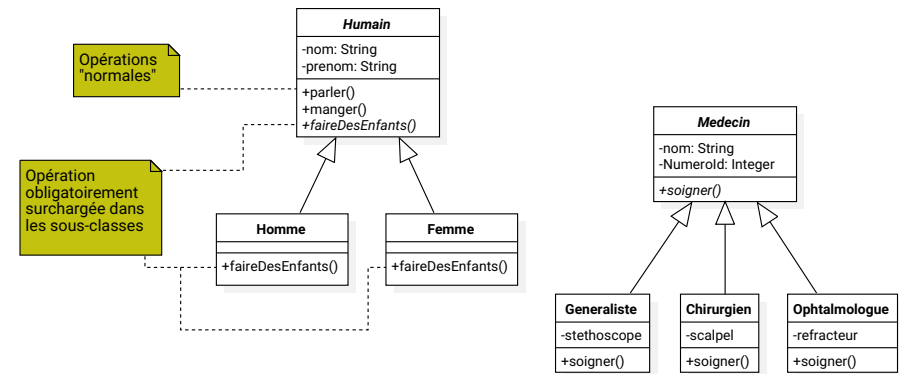 Humain
-nom: String
-prenom: String
+parler()
+manger()
+faireDesEnfants()
Opérations
"normales"
Opération
obligatoirement
surchargée dans
les sous-classes
Homme
+faireDesEnfants()
Femme
+faireDesEnfants()
Medecin
-nom: String
-NumeroId: Integer
+soigner()
Generaliste
-stethoscope
+soigner()
Chirurgien
-scalpel
+soigner()
Ophtalmologue
-refracteur
+soigner()